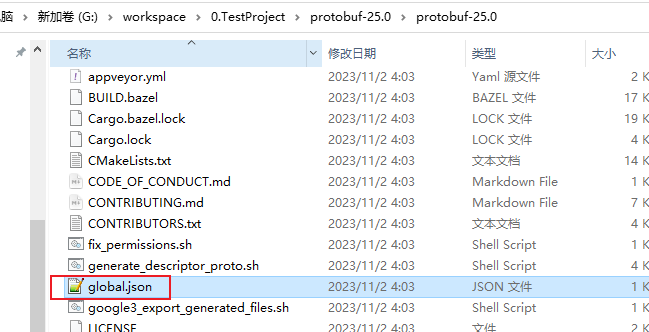 脑 › 新加卷 (G:) › workspace › 0.TestProject › protobuf-25.0 › protobuf-25.0
名称 修改日期 类型 大小
appveyor.yml 2023/11/2 4:03 Yaml 源文件 2 K
BUILD.bazel 2023/11/2 4:03 BAZEL 文件 17 K
Cargo.bazel.lock 2023/11/2 4:03 LOCK 文件 19 K
Cargo.lock 2023/11/2 4:03 LOCK 文件 4 K
CMakeLists.txt 2023/11/2 4:03 文本文档 14 K
CODE_OF_CONDUCT.md 2023/11/2 4:03 Markdown File 1 K
CONTRIBUTING.md 2023/11/2 4:03 Markdown File 7 K
CONTRIBUTORS.txt 2023/11/2 4:03 文本文档 4 K
fix_permissions.sh 2023/11/2 4:03 Shell Script 1 K
generate_descriptor_proto.sh 2023/11/2 4:03 Shell Script 4 K
global.json 2023/11/2 4:03 JSON 文件 1 K
google3_export_generated_files.sh 2023/11/2 4:03 Shell Script 1 K
LICENSE 2023/11/2 4:03 文件 2 K